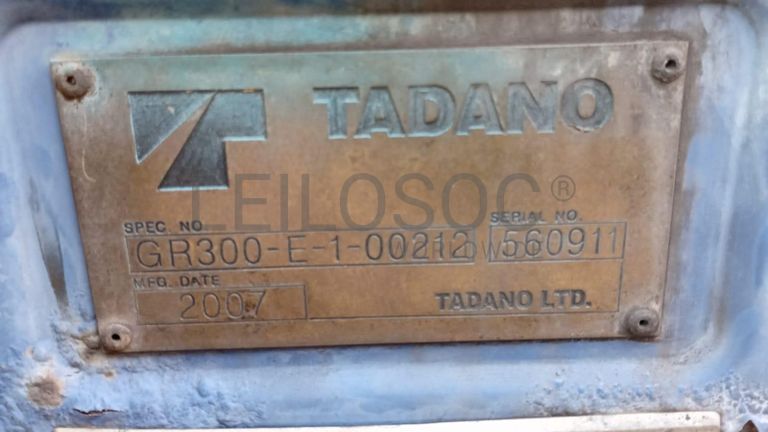 TADANO
LEILOSOC®
SPEC. NO. SERIAL NO.
GR300-E-1-00212 560911
MFG. DATE
2007 TADANO LTD.